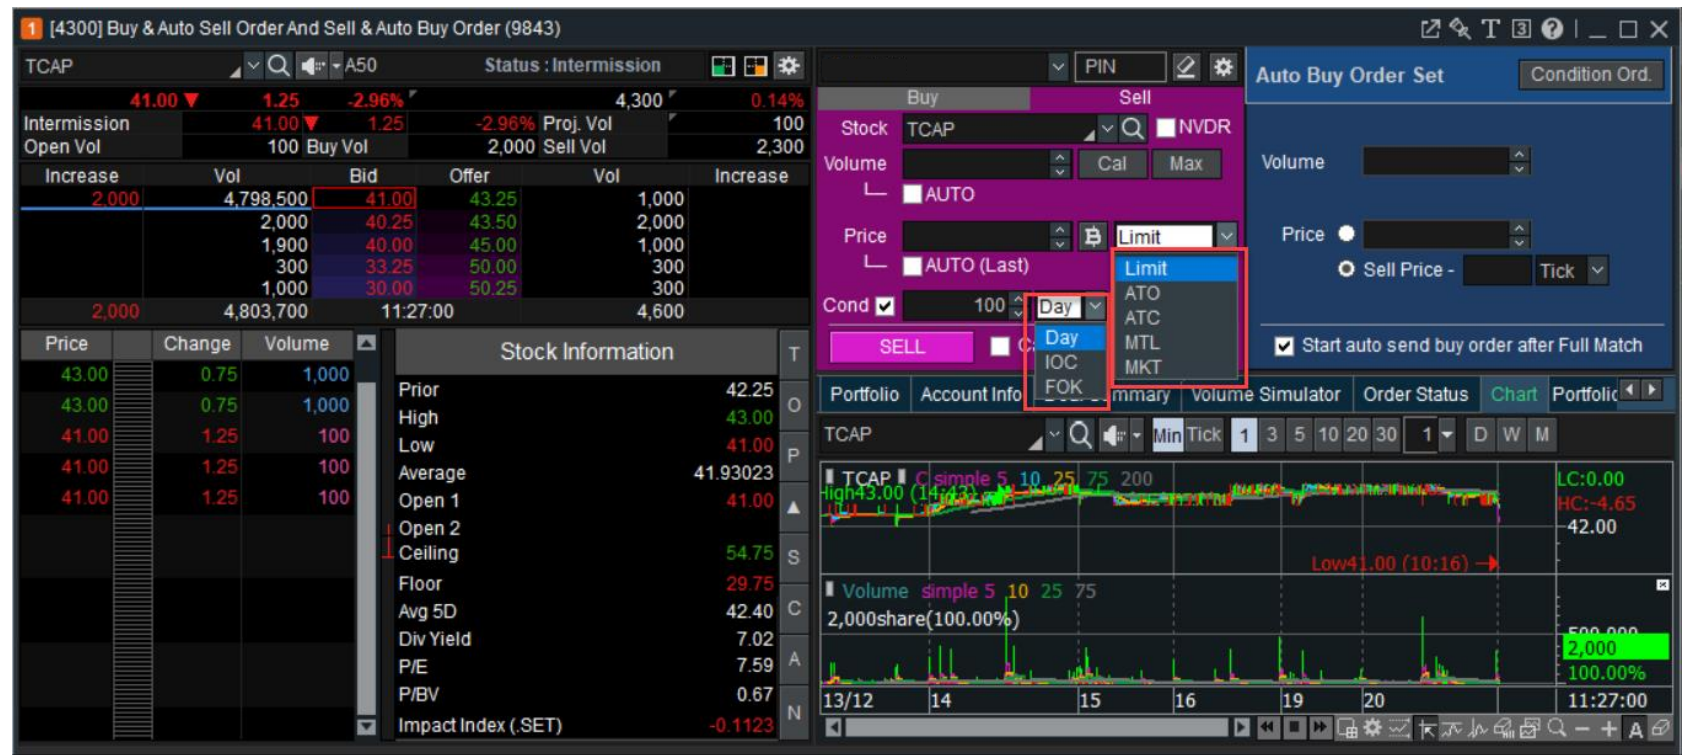 1 [4300] Buy & Auto Sell Order And Sell & Auto Buy Order (9843) T 3 ?
TCAP A50 Status : Intermission
41.00 ▼ 1.25 -2.96% 4,300 0.14%
Intermission 41.00 ▼ 1.25 -2.96% Proj. Vol 100
Open Vol 100 Buy Vol 2,000 Sell Vol 2,300
Increase Vol Bid Offer Vol Increase
2,000 4,798,500 41.00 43.25 1,000
2,000 40.25 43.50 2,000
1,900 40.00 45.00 1,000
300 33.25 50.00 300
1,000 30.00 50.25 300
2,000 4,803,700 11:27:00 4,600
Price Change Volume
43.00 0.75 1,000
43.00 0.75 1,000
41.00 1.25 100
41.00 1.25 100
41.00 1.25 100
Stock Information
Prior 42.25
High 43.00
Low 41.00
Average 41.93023
Open 1 41.00
Open 2
Ceiling 54.75
Floor 29.75
Avg 5D 42.40
Div Yield 7.02
P/E 7.59
P/BV 0.67
Impact Index (.SET) -0.1123
T
O
P
▲
S
C
A
N
PIN
Buy Sell
Stock TCAP NVDR
Volume Cal Max
AUTO
Price B Limit
AUTO (Last)
Cond 100 Day
SELL
Day
IOC
FOK
Limit
ATO
ATC
MTL
MKT
Auto Buy Order Set Condition Ord.
Volume
Price
Sell Price - Tick
Start auto send buy order after Full Match
Portfolio Account Info Summary Volume Simulator Order Status Chart Portfolio
TCAP Min Tick 1 3 5 10 20 30 1 D W M
TCAP C simple 5 10 25 75 200 LC:0.00
High43.00 HC:-4.65
42.00
Low41.00 (10:16)
Volume simple 5 10 25 75
2,000share(100.00%)
500,000
2,000
100.00%
13/12 14 15 16 19 20 11:27:00
A